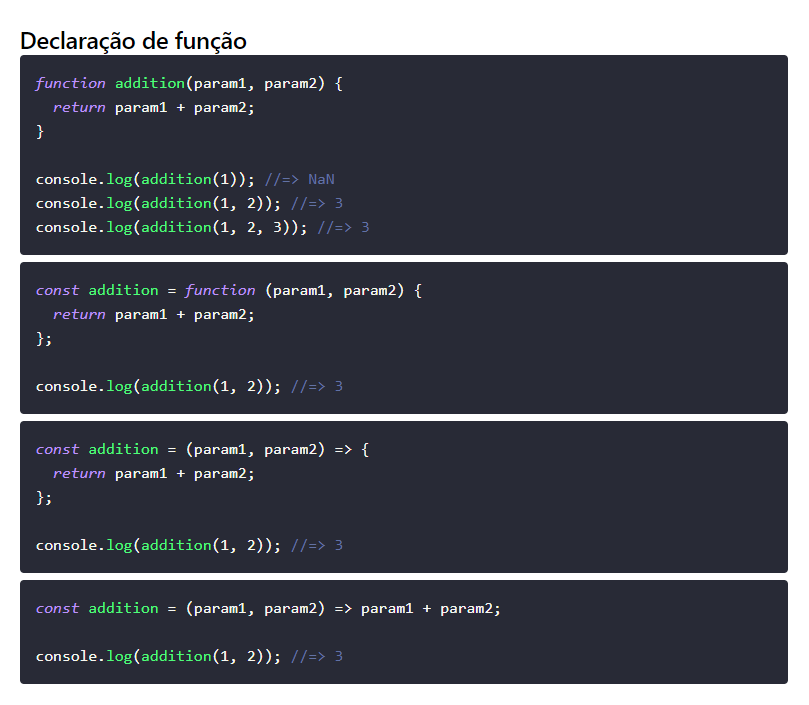 Declaração de função
function addition(param1, param2) {
  return param1 + param2;
}
console.log(addition(1)); //=> NaN
console.log(addition(1, 2)); //=> 3
console.log(addition(1, 2, 3)); //=> 3
const addition = function (param1, param2) {
  return param1 + param2;
};
console.log(addition(1, 2)); //=> 3
const addition = (param1, param2) => {
  return param1 + param2;
};
console.log(addition(1, 2)); //=> 3
const addition = (param1, param2) => param1 + param2;
console.log(addition(1, 2)); //=> 3